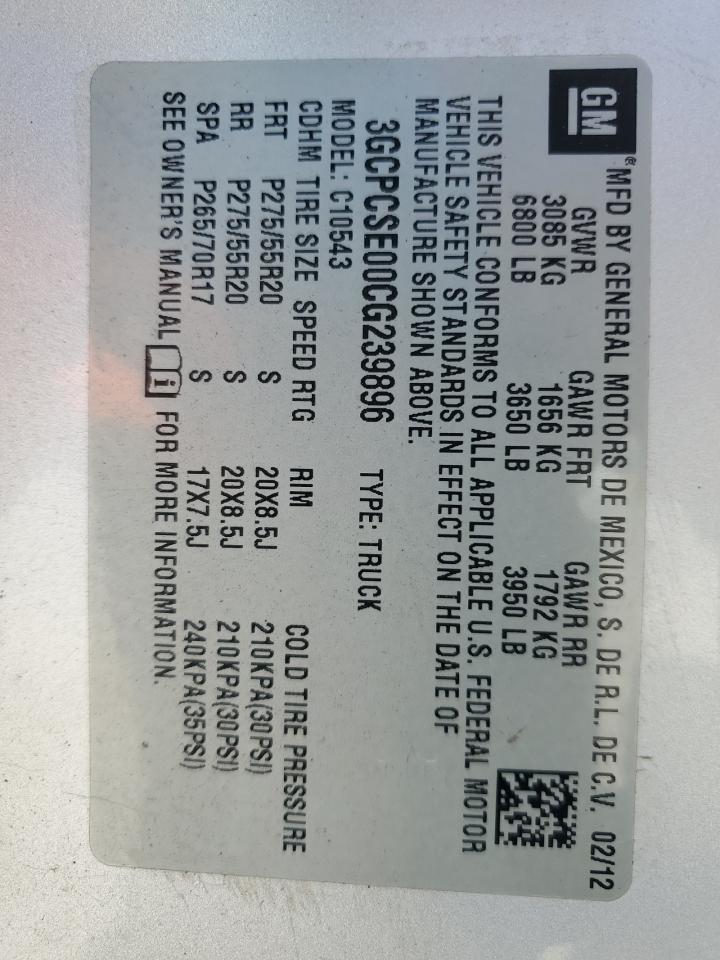 GM® MFD BY GENERAL MOTORS DE MEXICO, S. DE R.L. DE C.V. 02/12
GVWR GAWR FRT GAWR RR
3085 KG 1656 KG 1792 KG
6800 LB 3650 LB 3950 LB
THIS VEHICLE CONFORMS TO ALL APPLICABLE U.S. FEDERAL MOTOR
VEHICLE SAFETY STANDARDS IN EFFECT ON THE DATE OF
MANUFACTURE SHOWN ABOVE.
3GCPCSE00CG239896 TYPE: TRUCK
MODEL: C10543
CDHM TIRE SIZE SPEED RTG RIM COLD TIRE PRESSURE
FRT P275/55R20 S 20X8.5J 210KPA(30PSI)
RR P275/55R20 S 20X8.5J 210KPA(30PSI)
SPA P265/70R17 S 17X7.5J 240KPA(35PSI)
SEE OWNER'S MANUAL i FOR MORE INFORMATION.